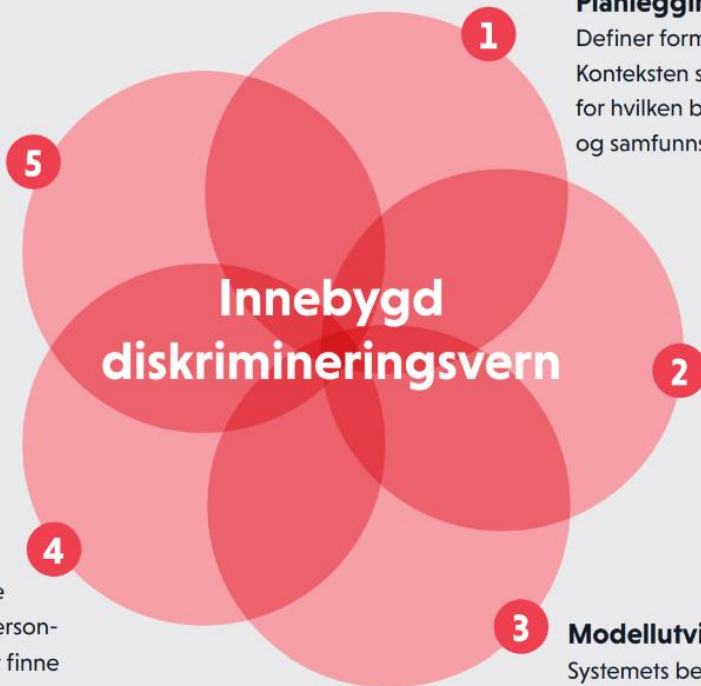 1
Definer form
Konteksten s
for hvilken b
og samfunns
5
Innebygd
diskrimineringsvern
2
4
e
erson-
finne
3
Modellutvi
Systemets be